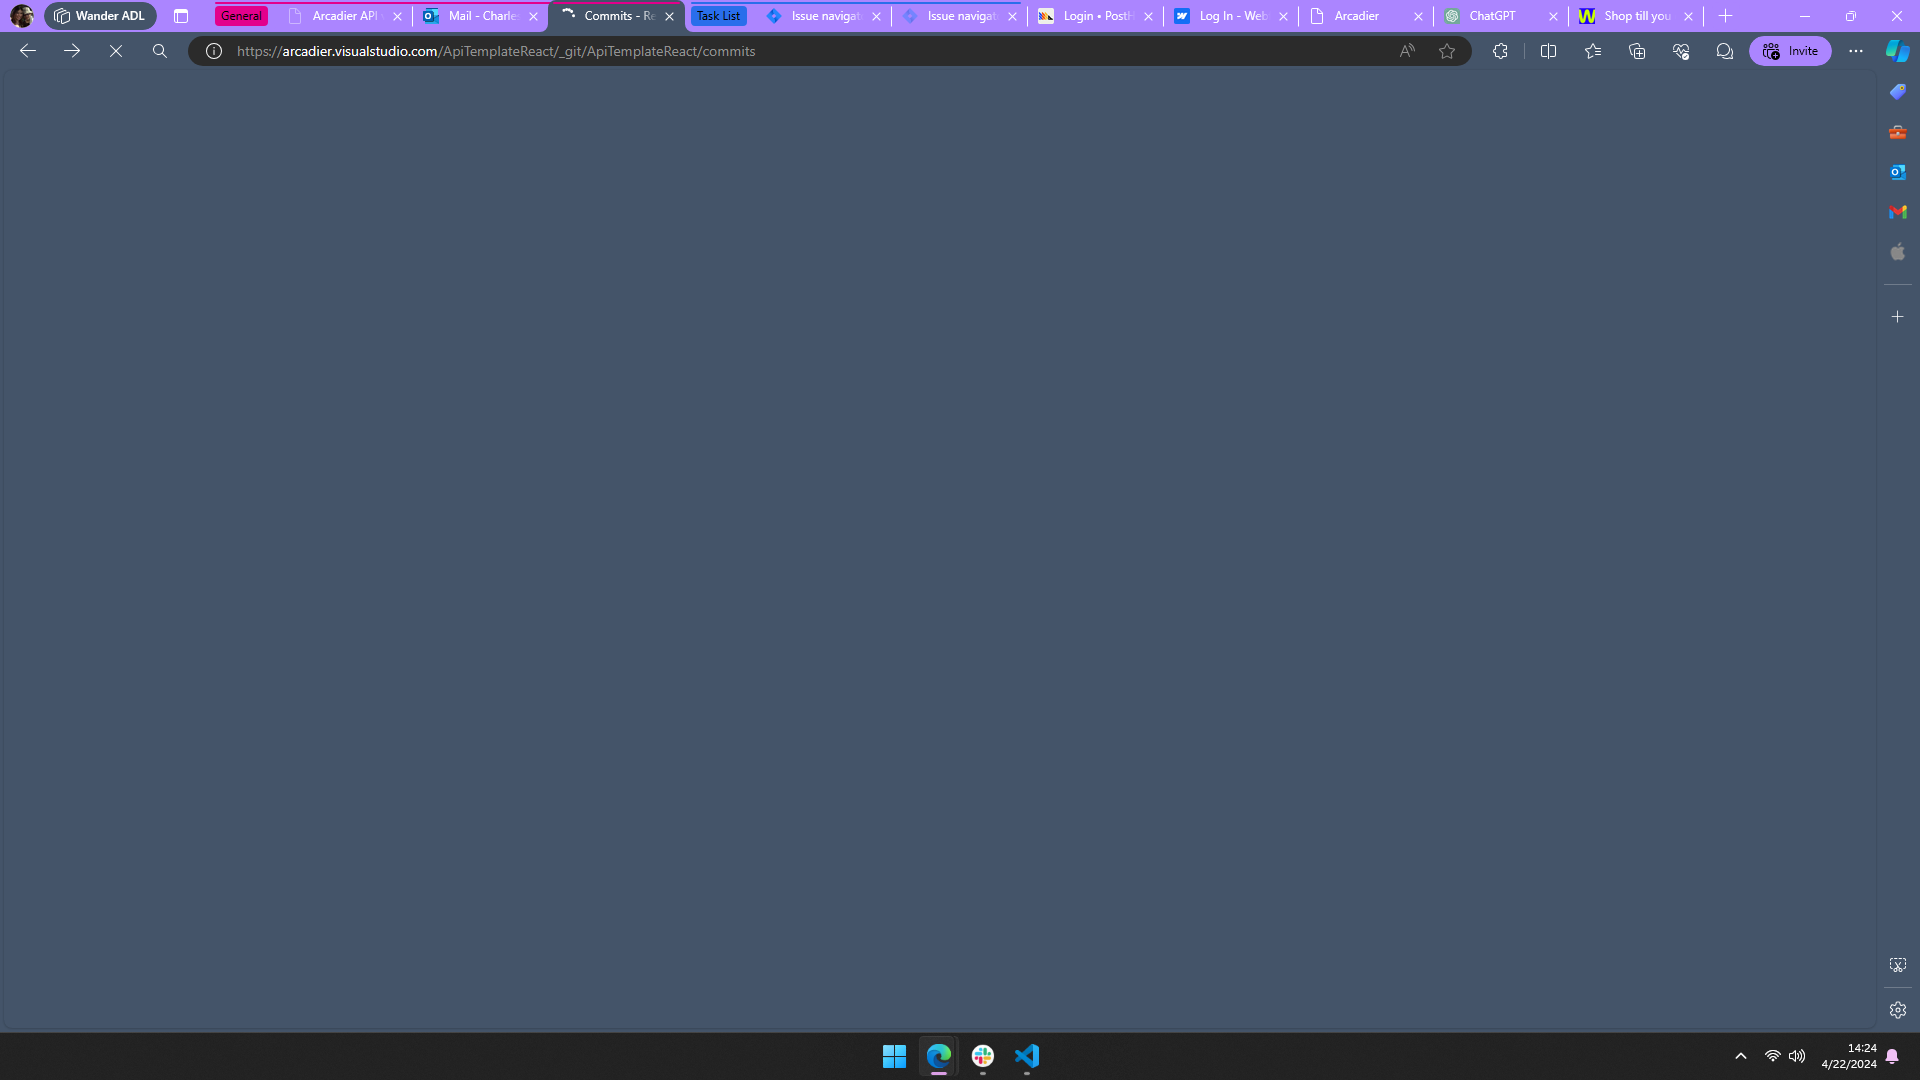 Wander ADL
General
Arcadier API
Mail - Charle
Commits - Re
Task List
Issue navigat
Issue navigat
Login • PostH
Log In - Web
Arcadier
ChatGPT
Shop till you
https://arcadier.visualstudio.com/ApiTemplateReact/_git/ApiTemplateReact/commits
Invite
14:24
4/22/2024